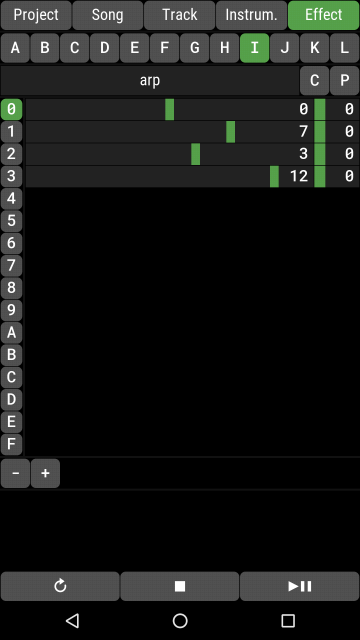 Project Song Track Instrum. Effect
A B C D E F G H I J K L
arp C P
0 0 0
1 7 0
2 3 0
3 12 0
4
5
6
7
8
9
A
B
C
D
E
F
- +